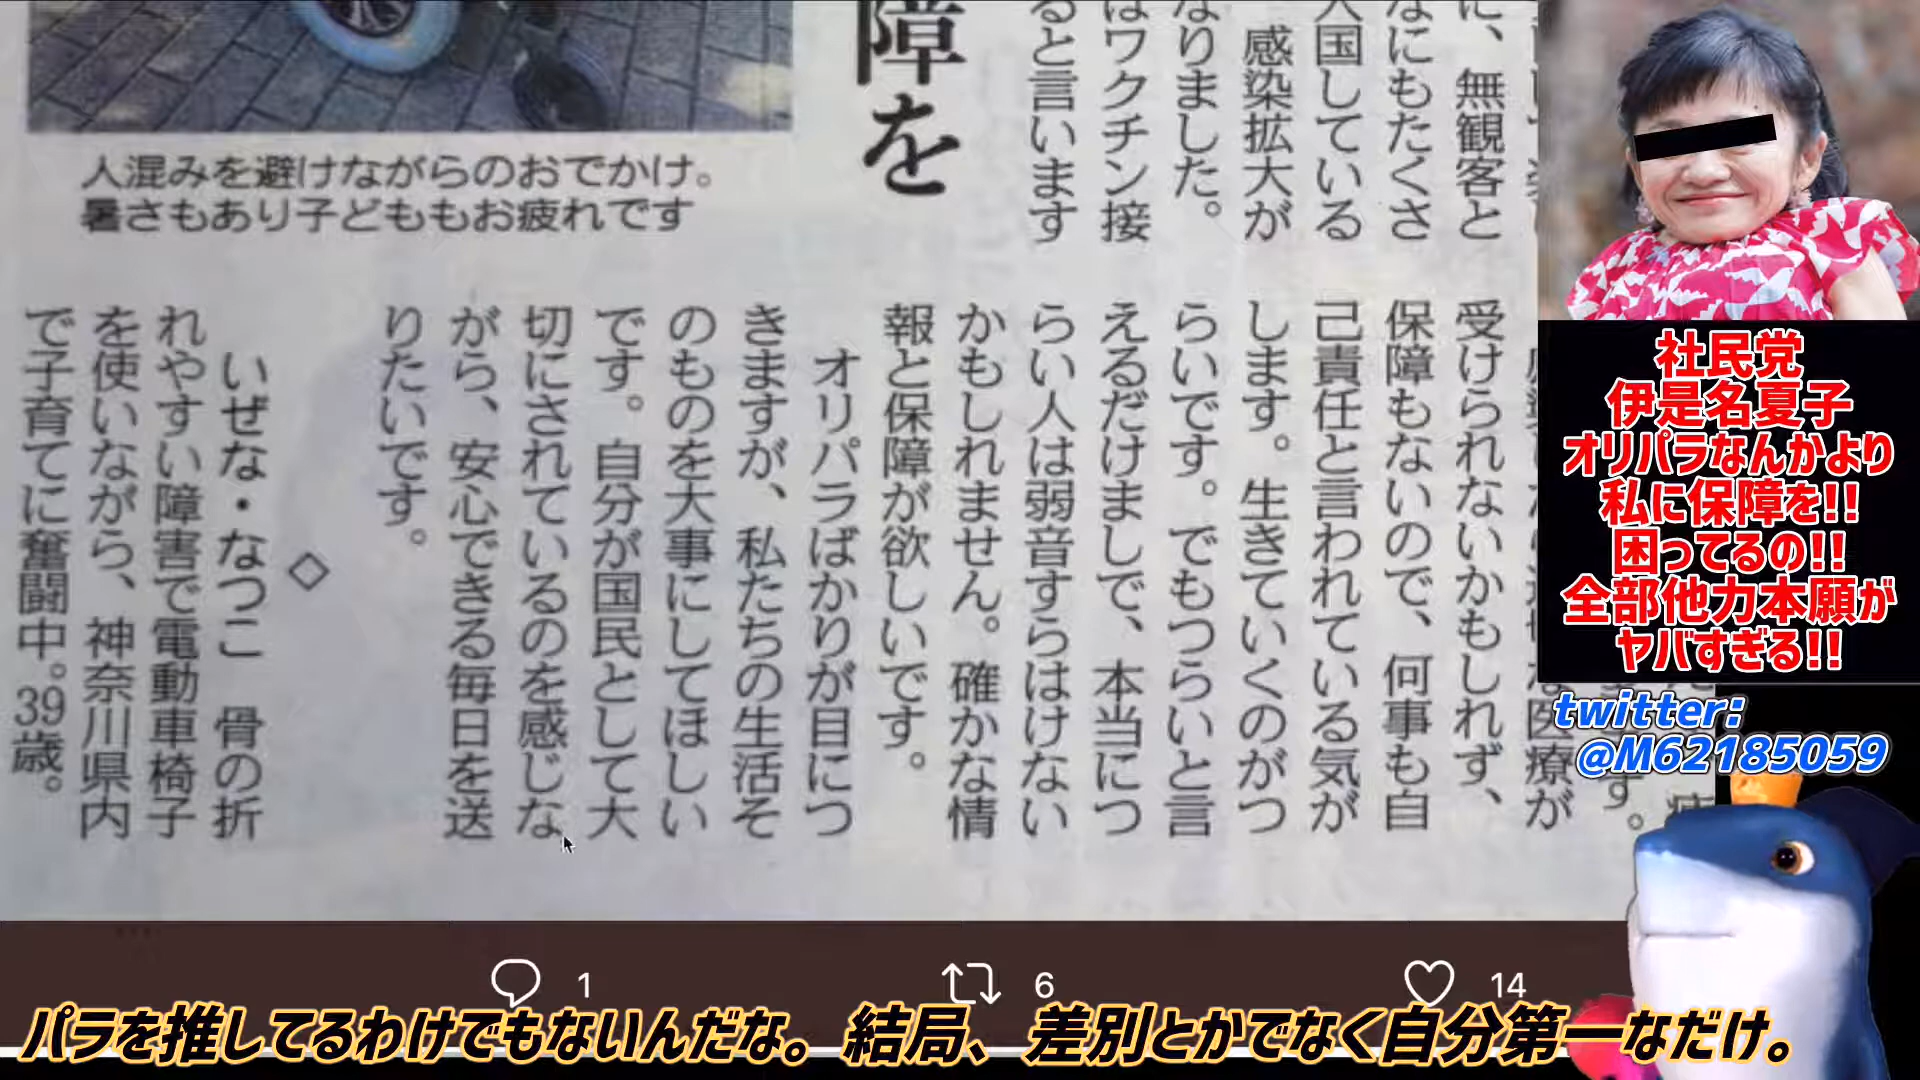 障を
に、無観客と
なにもたくさ
入国している
感染拡大が
なりました。
はワクチン接
ると言います
人混みを避けながらのおでかけ。
暑さもあり子どももお疲れです
医療が
受けられないかもしれず、
保障もないので、何事も自
己責任と言われている気が
します。生きていくのがつ
らいです。でもつらいと言
えるだけましで、本当につ
らい人は弱音すらはけない
かもしれません。確かな情
報と保障が欲しいです。
オリパラばかりが目につ
きますが、私たちの生活そ
のものを大事にしてほしい
です。自分が国民として大
切にされているのを感じな
がら、安心できる毎日を送
りたいです。
◇
いぜな・なつこ 骨の折
れやすい障害で電動車椅子
を使いながら、神奈川県内
で子育てに奮闘中。39歳。
社民党
伊是名夏子
オリパラなんかより
私に保障を!!
困ってるの!!
全部他力本願が
ヤバすぎる!!
twitter:
@M62185059
1
6
14
パラを推してるわけでもないんだな。結局、差別とかでなく自分第一なだけ。